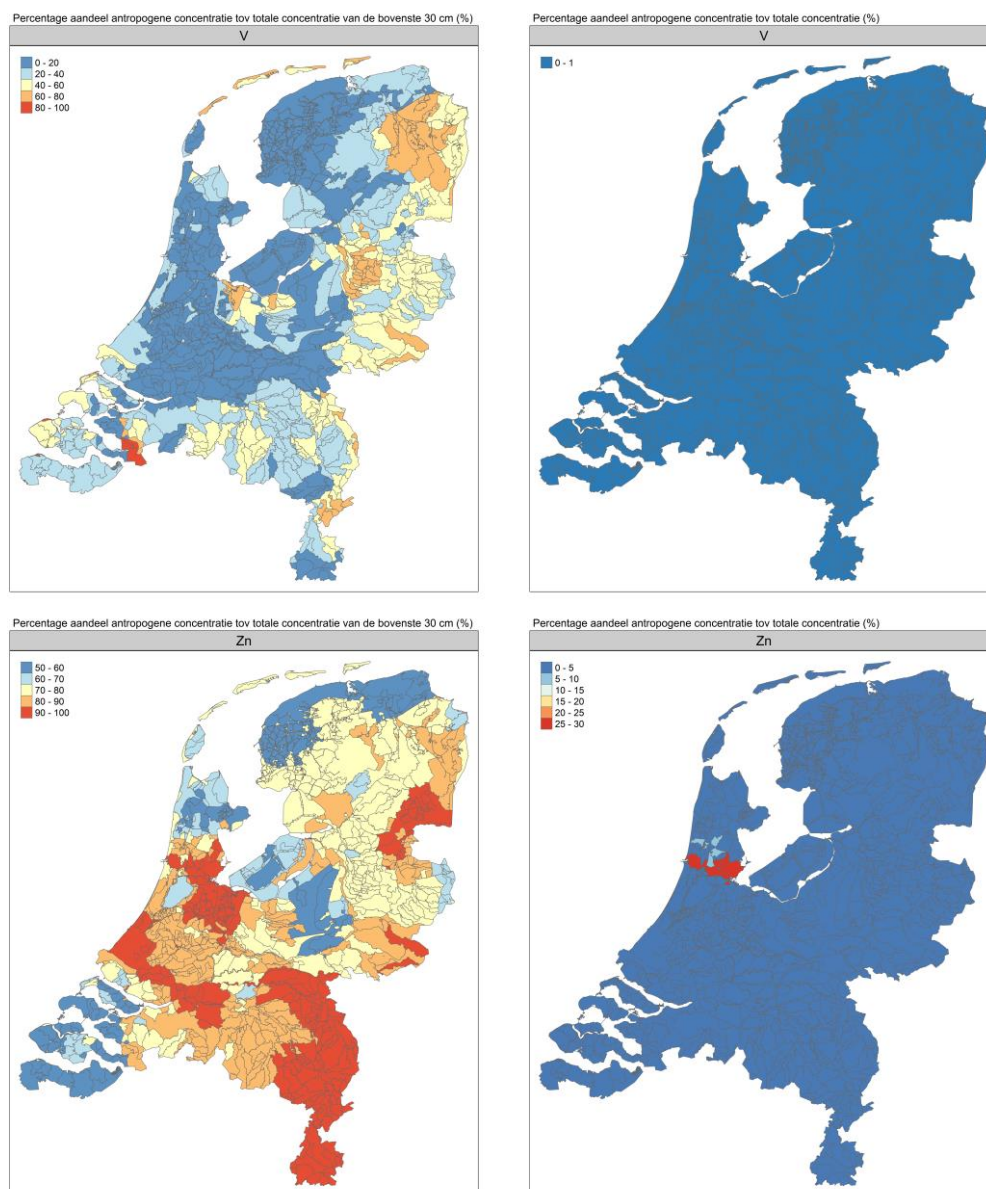 Percentage aandeel antropogene concentratie tov totale concentratie van de bovenste 30 cm (%)
V
0 - 20
20 - 40
40 - 60
60 - 80
80 - 100
Percentage aandeel antropogene concentratie tov totale concentratie (%)
V
0 - 1
Percentage aandeel antropogene concentratie tov totale concentratie van de bovenste 30 cm (%)
Zn
50 - 60
60 - 70
70 - 80
80 - 90
90 - 100
Percentage aandeel antropogene concentratie tov totale concentratie (%)
Zn
0 - 5
5 - 10
10 - 15
15 - 20
20 - 25
25 - 30